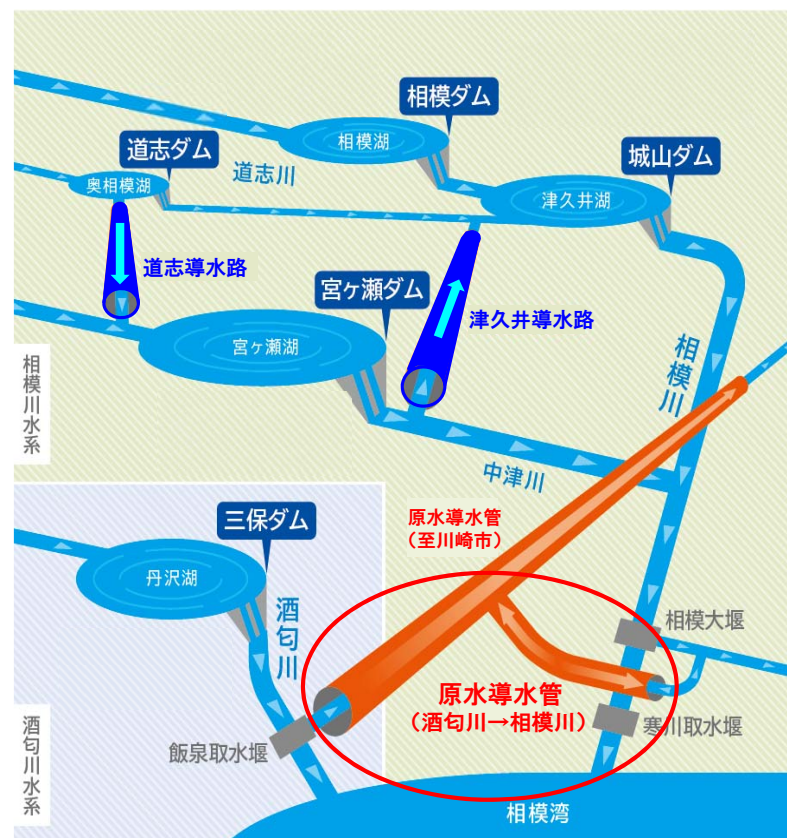 相模ダム
相模湖
道志ダム
道志川
城山ダム
奥相模湖
津久井湖
道志導水路
宮ヶ瀬ダム
津久井導水路
宮ヶ瀬湖
相模川
相模川水系
中津川
三保ダム
原水導水管
（至川崎市）
丹沢湖
酒匂川
相模大堰
原水導水管
（酒匂川→相模川）
寒川取水堰
飯泉取水堰
酒匂川水系
相模湾